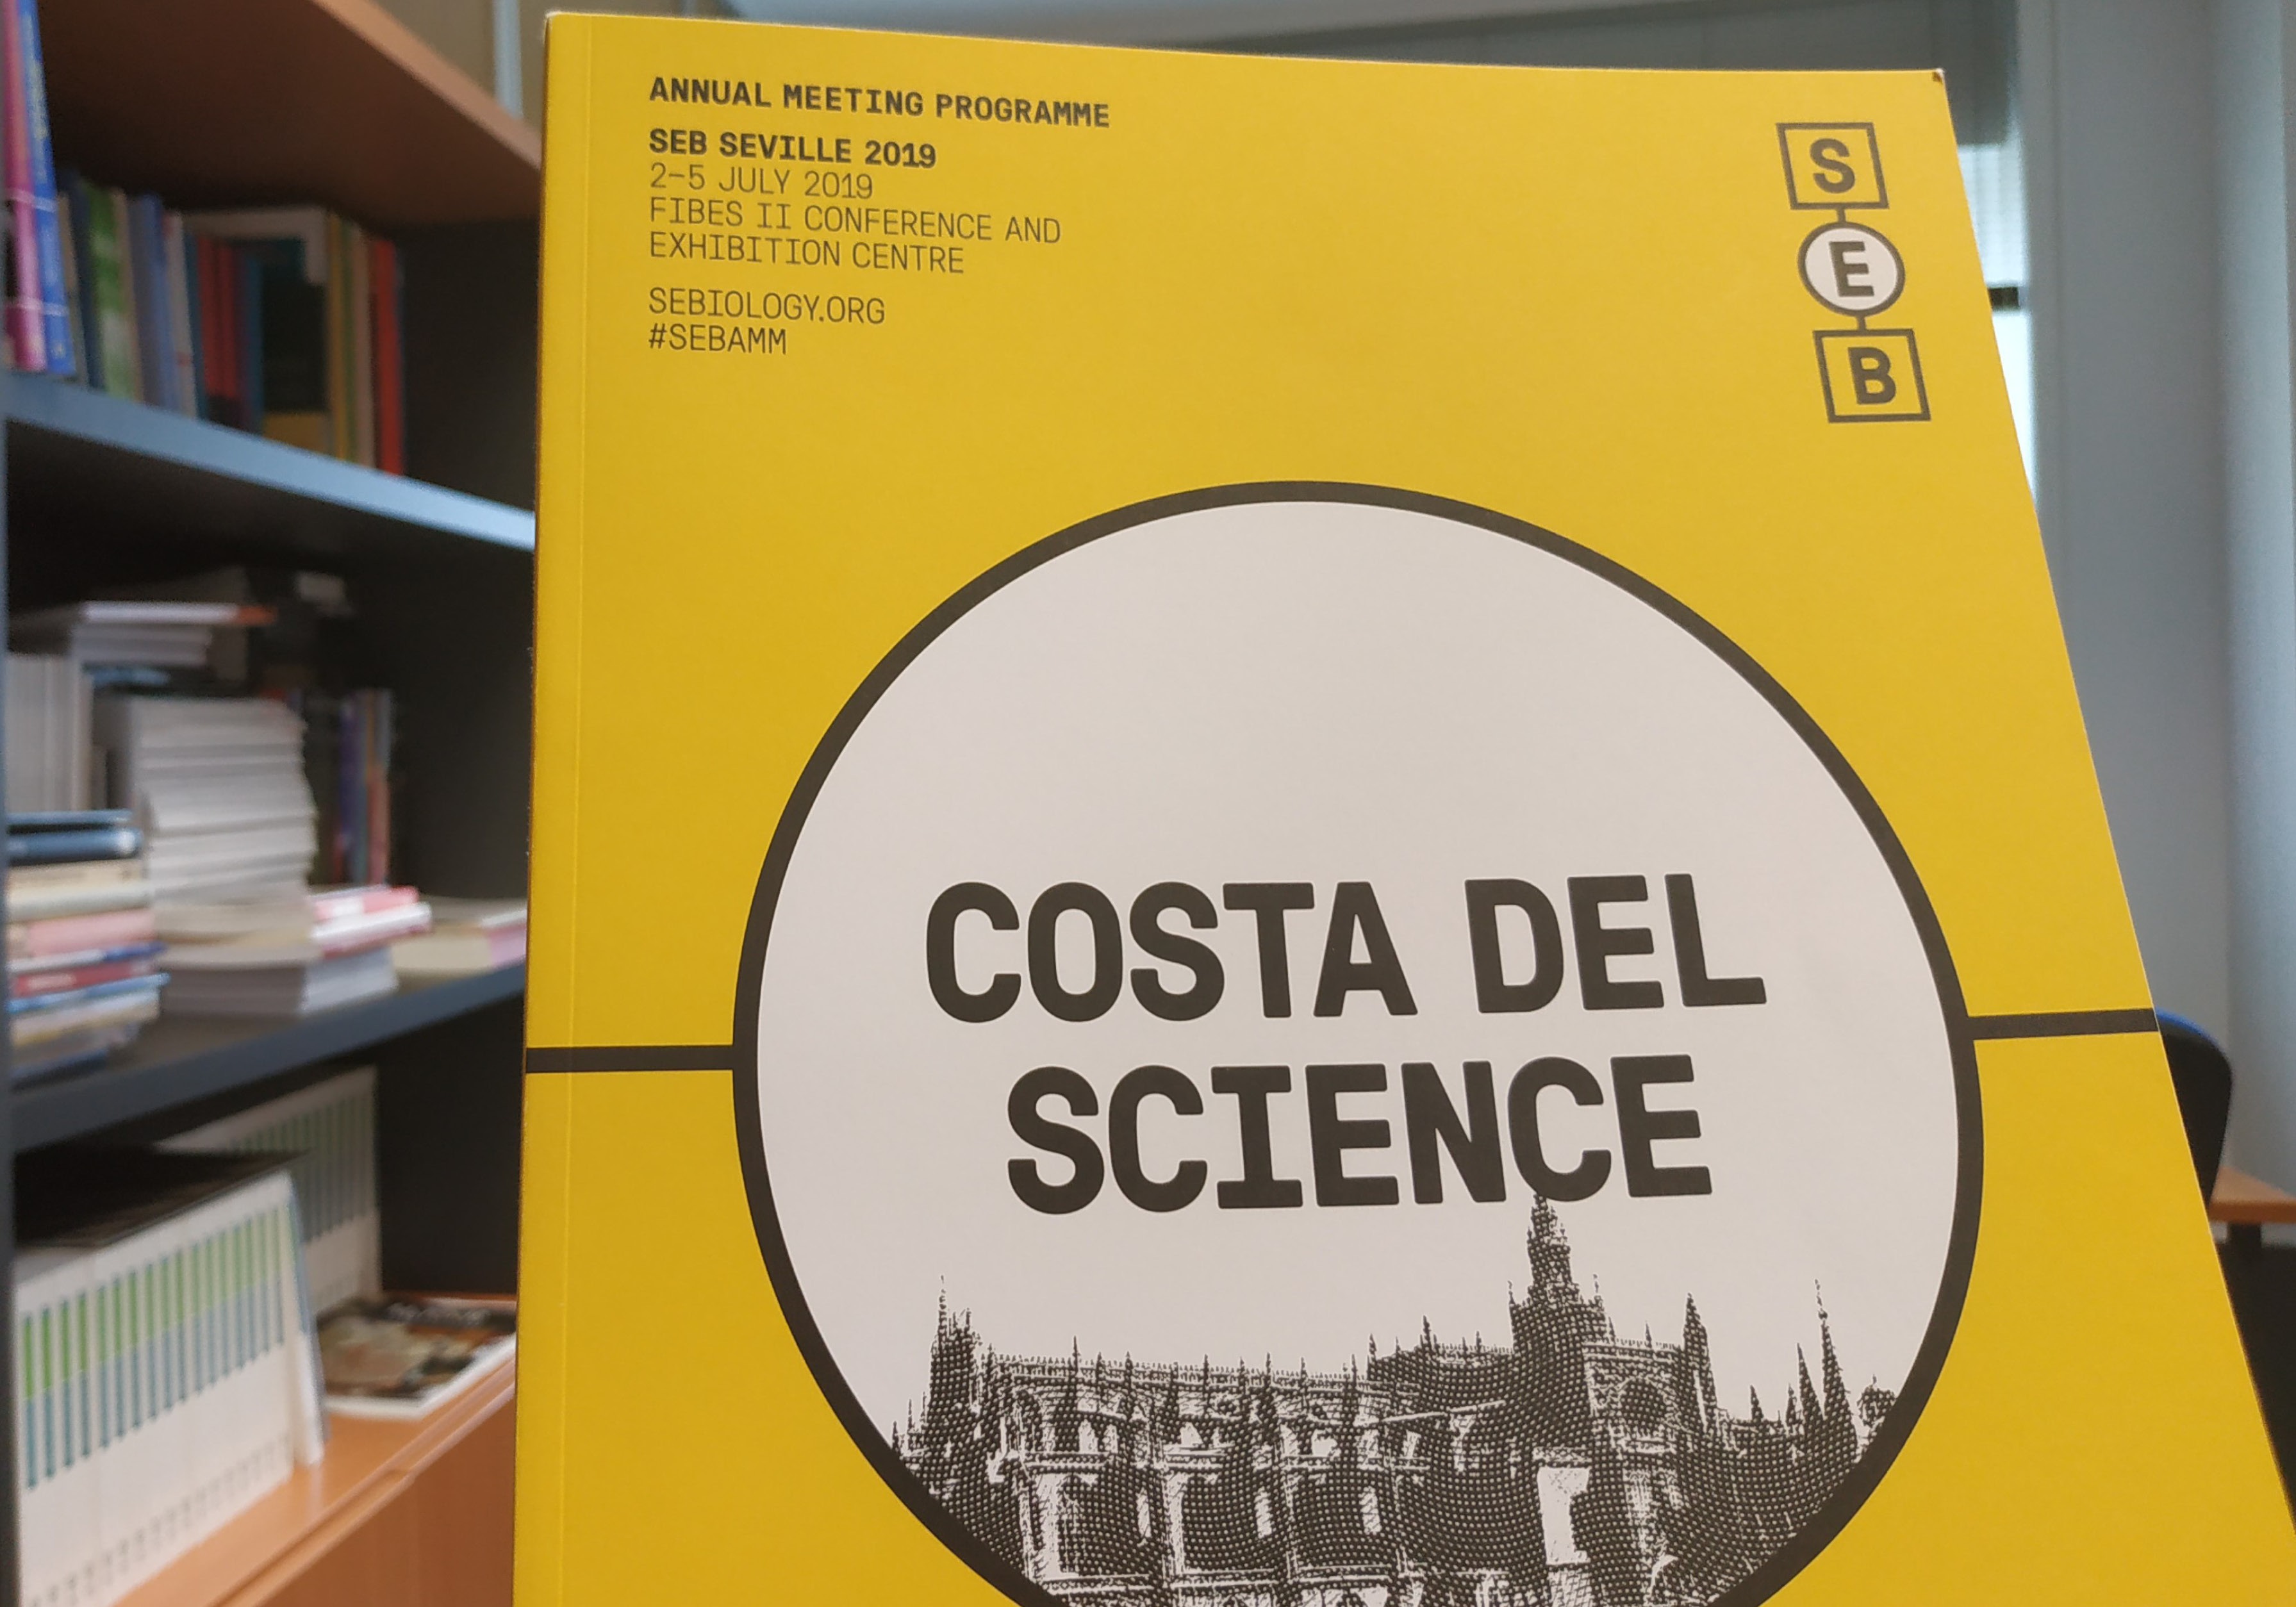 ANNUAL MEETING PROGRAMME
SEB SEVILLE 2019
2–5 JULY 2019
FIBES II CONFERENCE AND
EXHIBITION CENTRE
SEBIOLOGY.ORG
#SEBAMM
S
E
B
COSTA DEL
SCIENCE